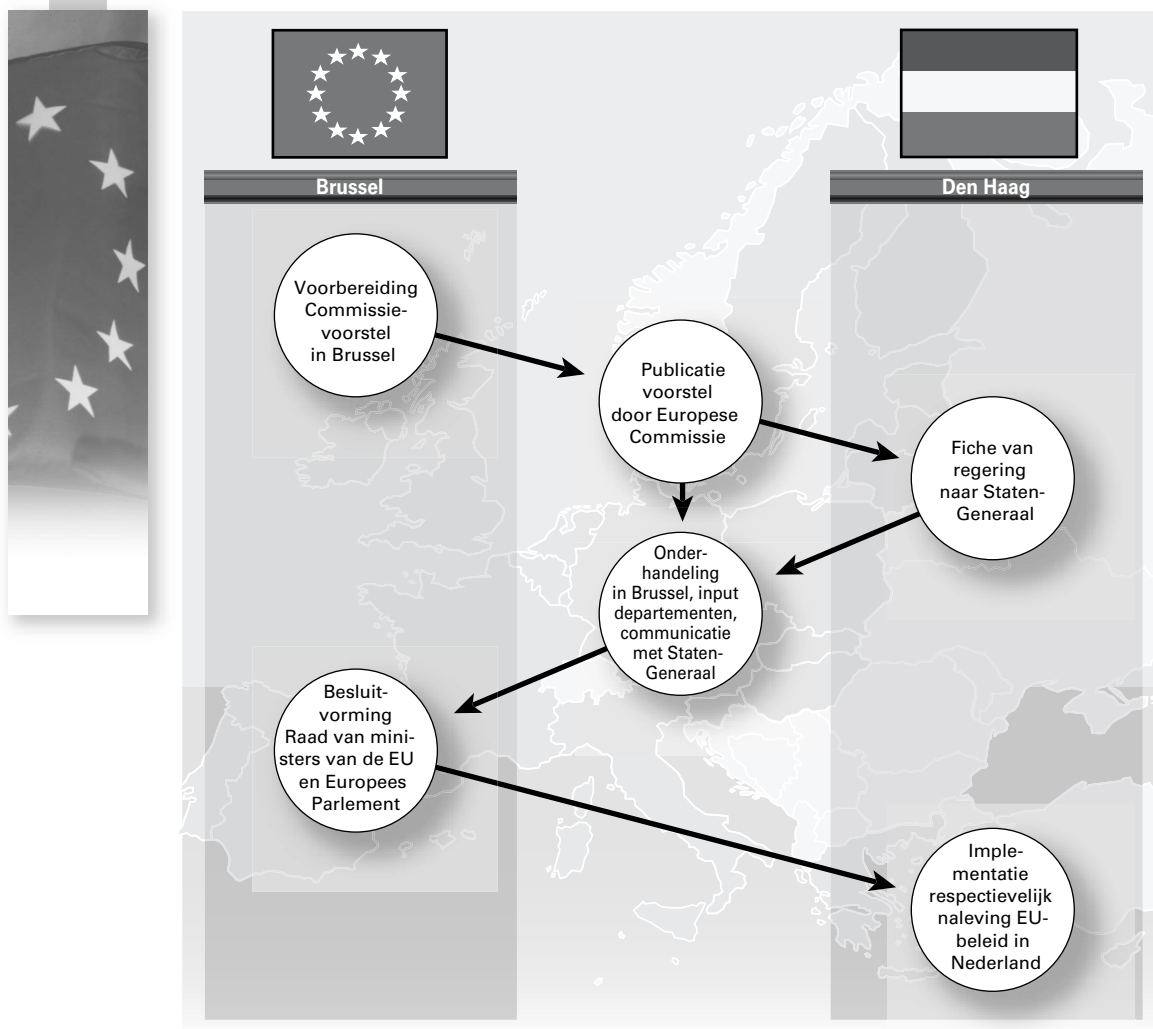 Brussel
Den Haag
Voorbereiding
Commissie-
voorstel
in Brussel
Publicatie
voorstel
door Europese
Commissie
Fiche van
regering
naar Staten-
Generaal
Onder-
handeling
in Brussel, input
departementen,
communicatie
met Staten-
Generaal
Besluit-
vorming
Raad van mini-
sters van de EU
en Europees
Parlement
Imple-
mentatie
respectievelijk
naleving EU-
beleid in
Nederland